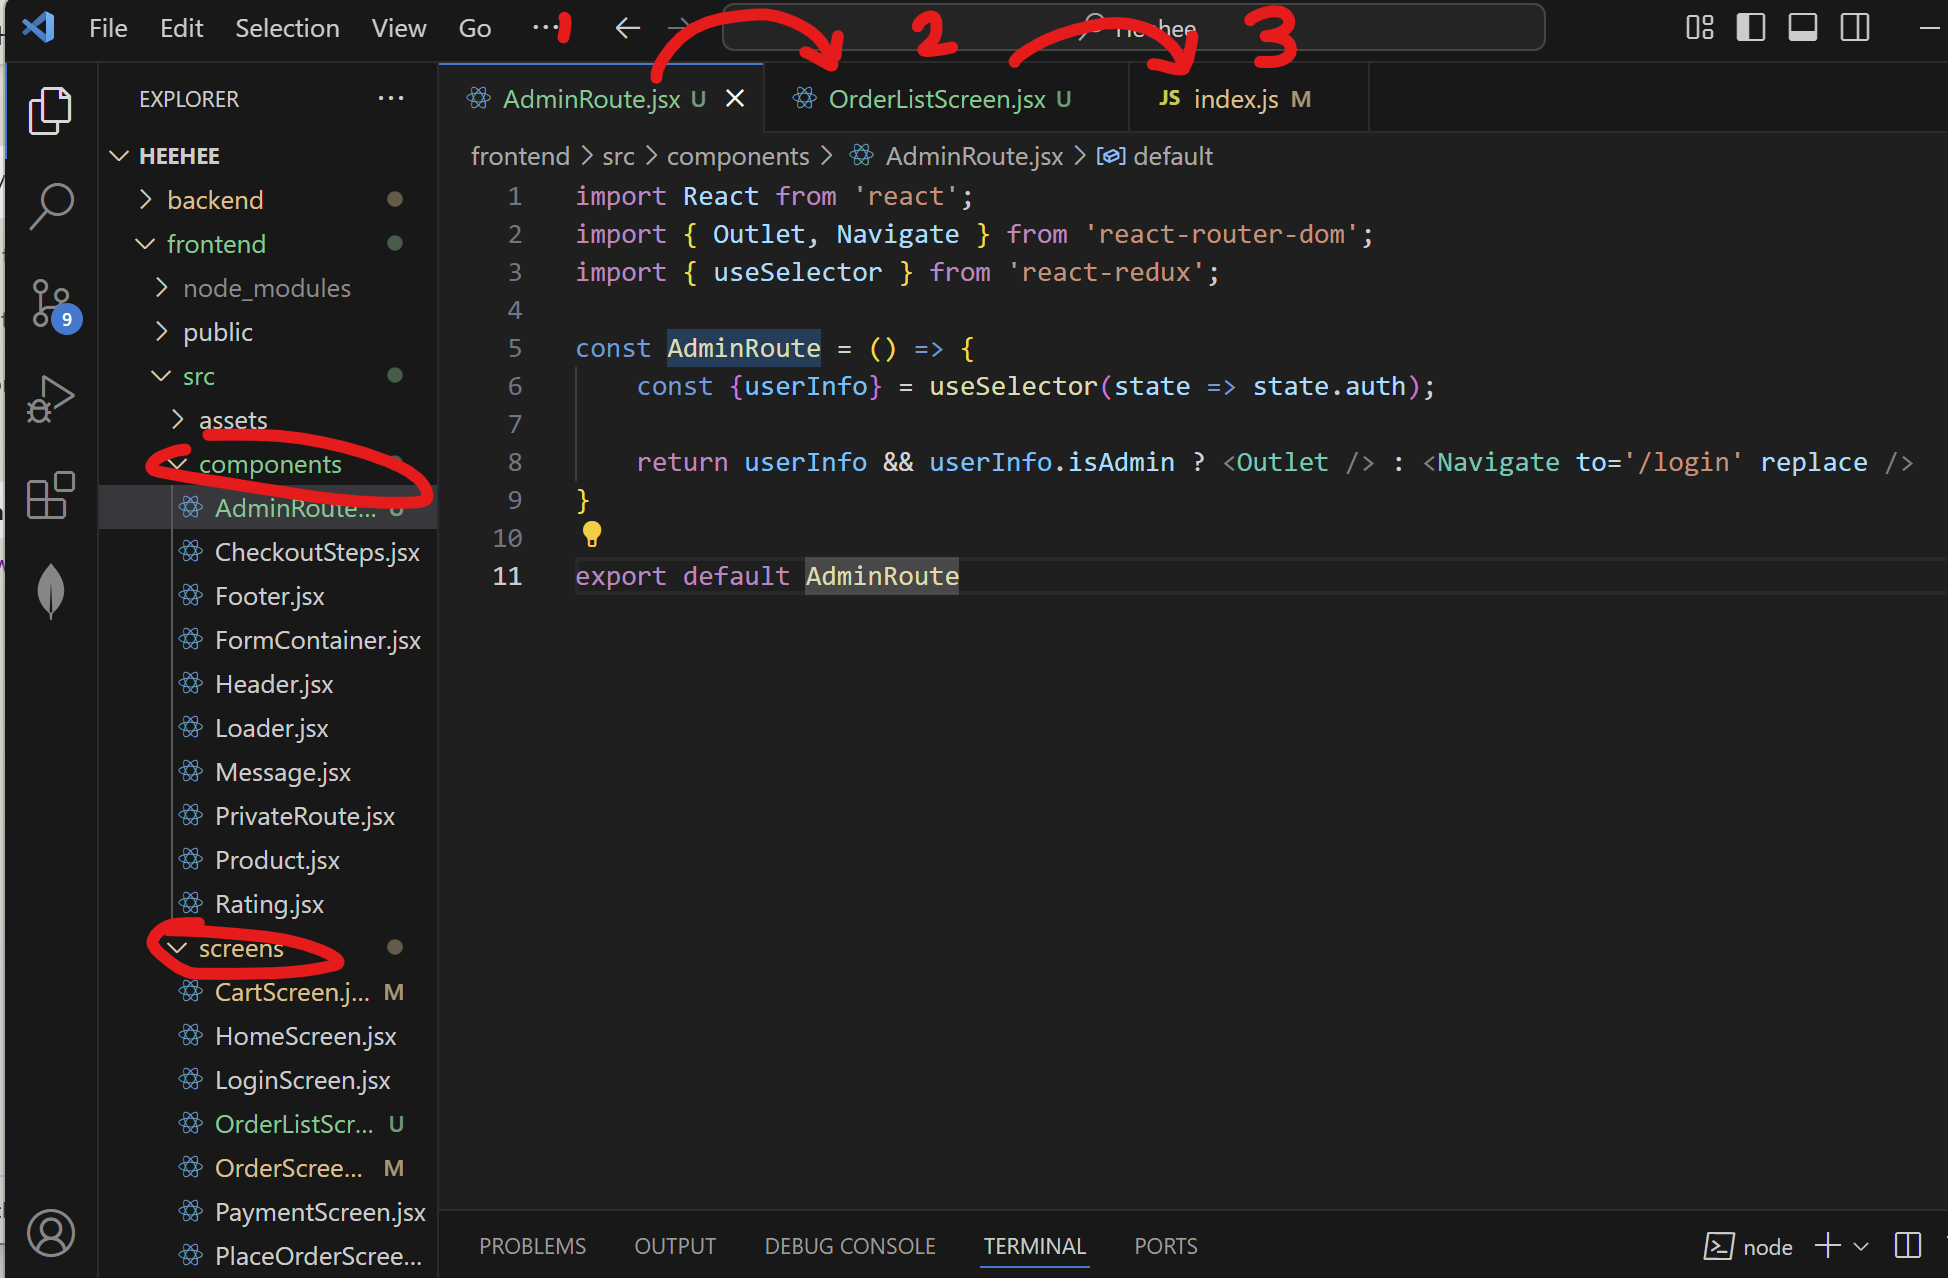 File Edit Selection View Go ··· 1 2 3
EXPLORER ···
HEEHEE
backend
frontend
node_modules
public
src
assets
components
AdminRoute... U
CheckoutSteps.jsx
Footer.jsx
FormContainer.jsx
Header.jsx
Loader.jsx
Message.jsx
PrivateRoute.jsx
Product.jsx
Rating.jsx
screens
CartScreen.j... M
HomeScreen.jsx
LoginScreen.jsx
OrderListScr... U
OrderScree... M
PaymentScreen.jsx
PlaceOrderScree...
9
AdminRoute.jsx U
OrderListScreen.jsx U
JS index.js M
frontend > src > components > AdminRoute.jsx > default
1 import React from 'react';
2 import { Outlet, Navigate } from 'react-router-dom';
3 import { useSelector } from 'react-redux';
4
5 const AdminRoute = () => {
6 const {userInfo} = useSelector(state => state.auth);
7
8 return userInfo && userInfo.isAdmin ? <Outlet /> : <Navigate to='/login' replace />
9 }
10
11 export default AdminRoute
PROBLEMS OUTPUT DEBUG CONSOLE TERMINAL PORTS
node